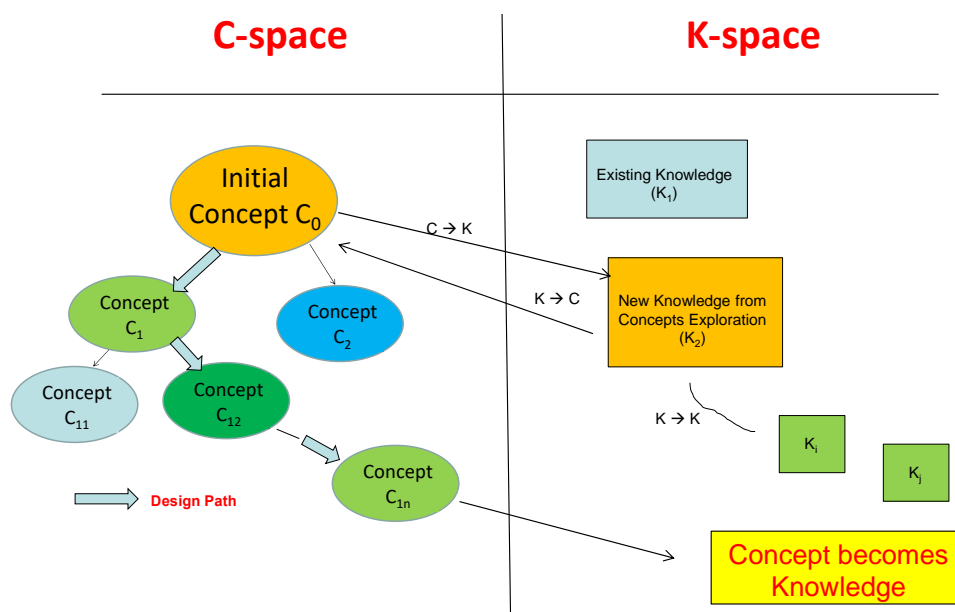 C-space
K-space
Initial
Concept C₀
Existing Knowledge
(K₁)
C → K
K → C
New Knowledge from
Concepts Exploration
(K₂)
Concept
C₁
Concept
C₂
Concept
C₁₁
Concept
C₁₂
K → K
Kᵢ
Kⱼ
Concept
C₁ₙ
Design Path
Concept becomes
Knowledge